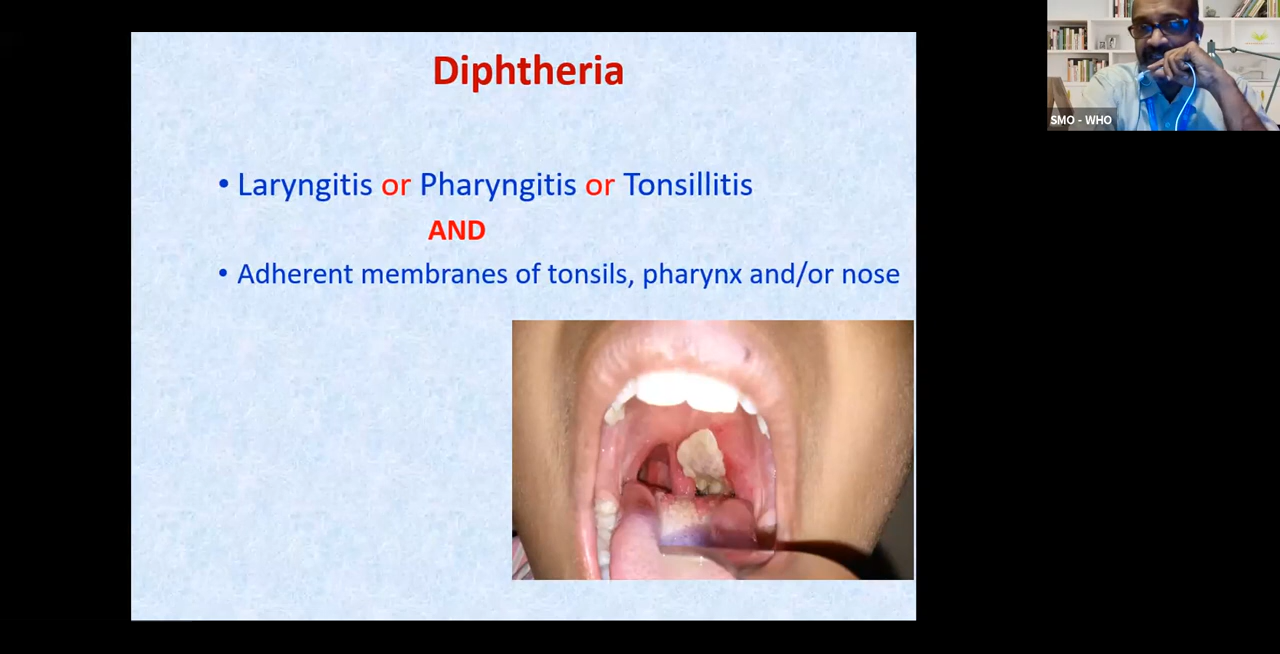 Diphtheria
• Laryngitis or Pharyngitis or Tonsillitis
AND
• Adherent membranes of tonsils, pharynx and/or nose
SMO - WHO